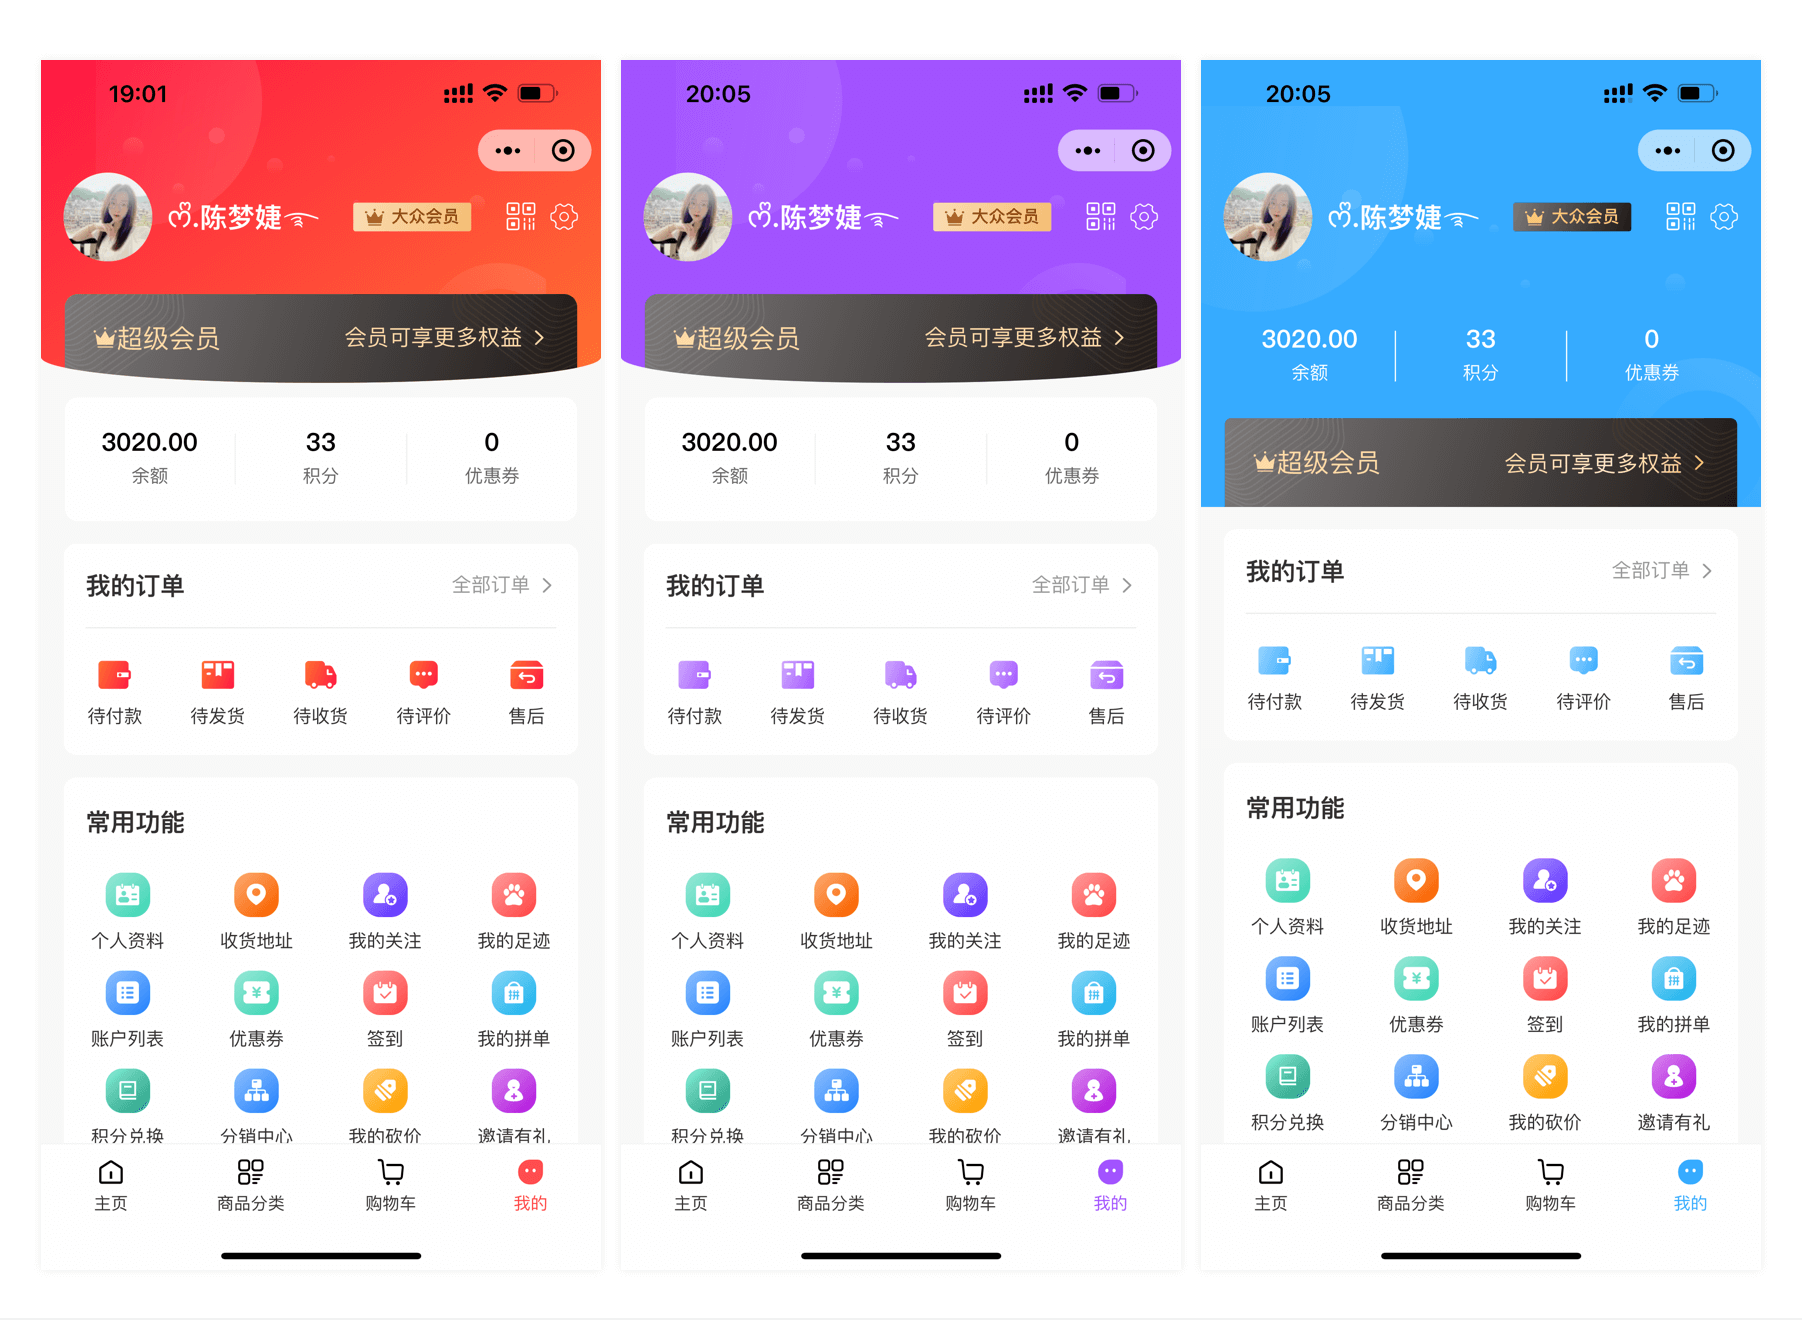 19:01
ო.陈梦婕
大众会员
超级会员
会员可享更多权益
3020.00
33
0
余额
积分
优惠券
我的订单
全部订单
待付款
待发货
待收货
待评价
售后
常用功能
个人资料
收货地址
我的关注
我的足迹
账户列表
优惠券
签到
我的拼单
积分兑换
分销中心
我的砍价
邀请有礼
主页
商品分类
购物车
我的
20:05
ო.陈梦婕
大众会员
超级会员
会员可享更多权益
3020.00
33
0
余额
积分
优惠券
我的订单
全部订单
待付款
待发货
待收货
待评价
售后
常用功能
个人资料
收货地址
我的关注
我的足迹
账户列表
优惠券
签到
我的拼单
积分兑换
分销中心
我的砍价
邀请有礼
主页
商品分类
购物车
我的
20:05
ო.陈梦婕
大众会员
3020.00
33
0
余额
积分
优惠券
超级会员
会员可享更多权益
我的订单
全部订单
待付款
待发货
待收货
待评价
售后
常用功能
个人资料
收货地址
我的关注
我的足迹
账户列表
优惠券
签到
我的拼单
积分兑换
分销中心
我的砍价
邀请有礼
主页
商品分类
购物车
我的